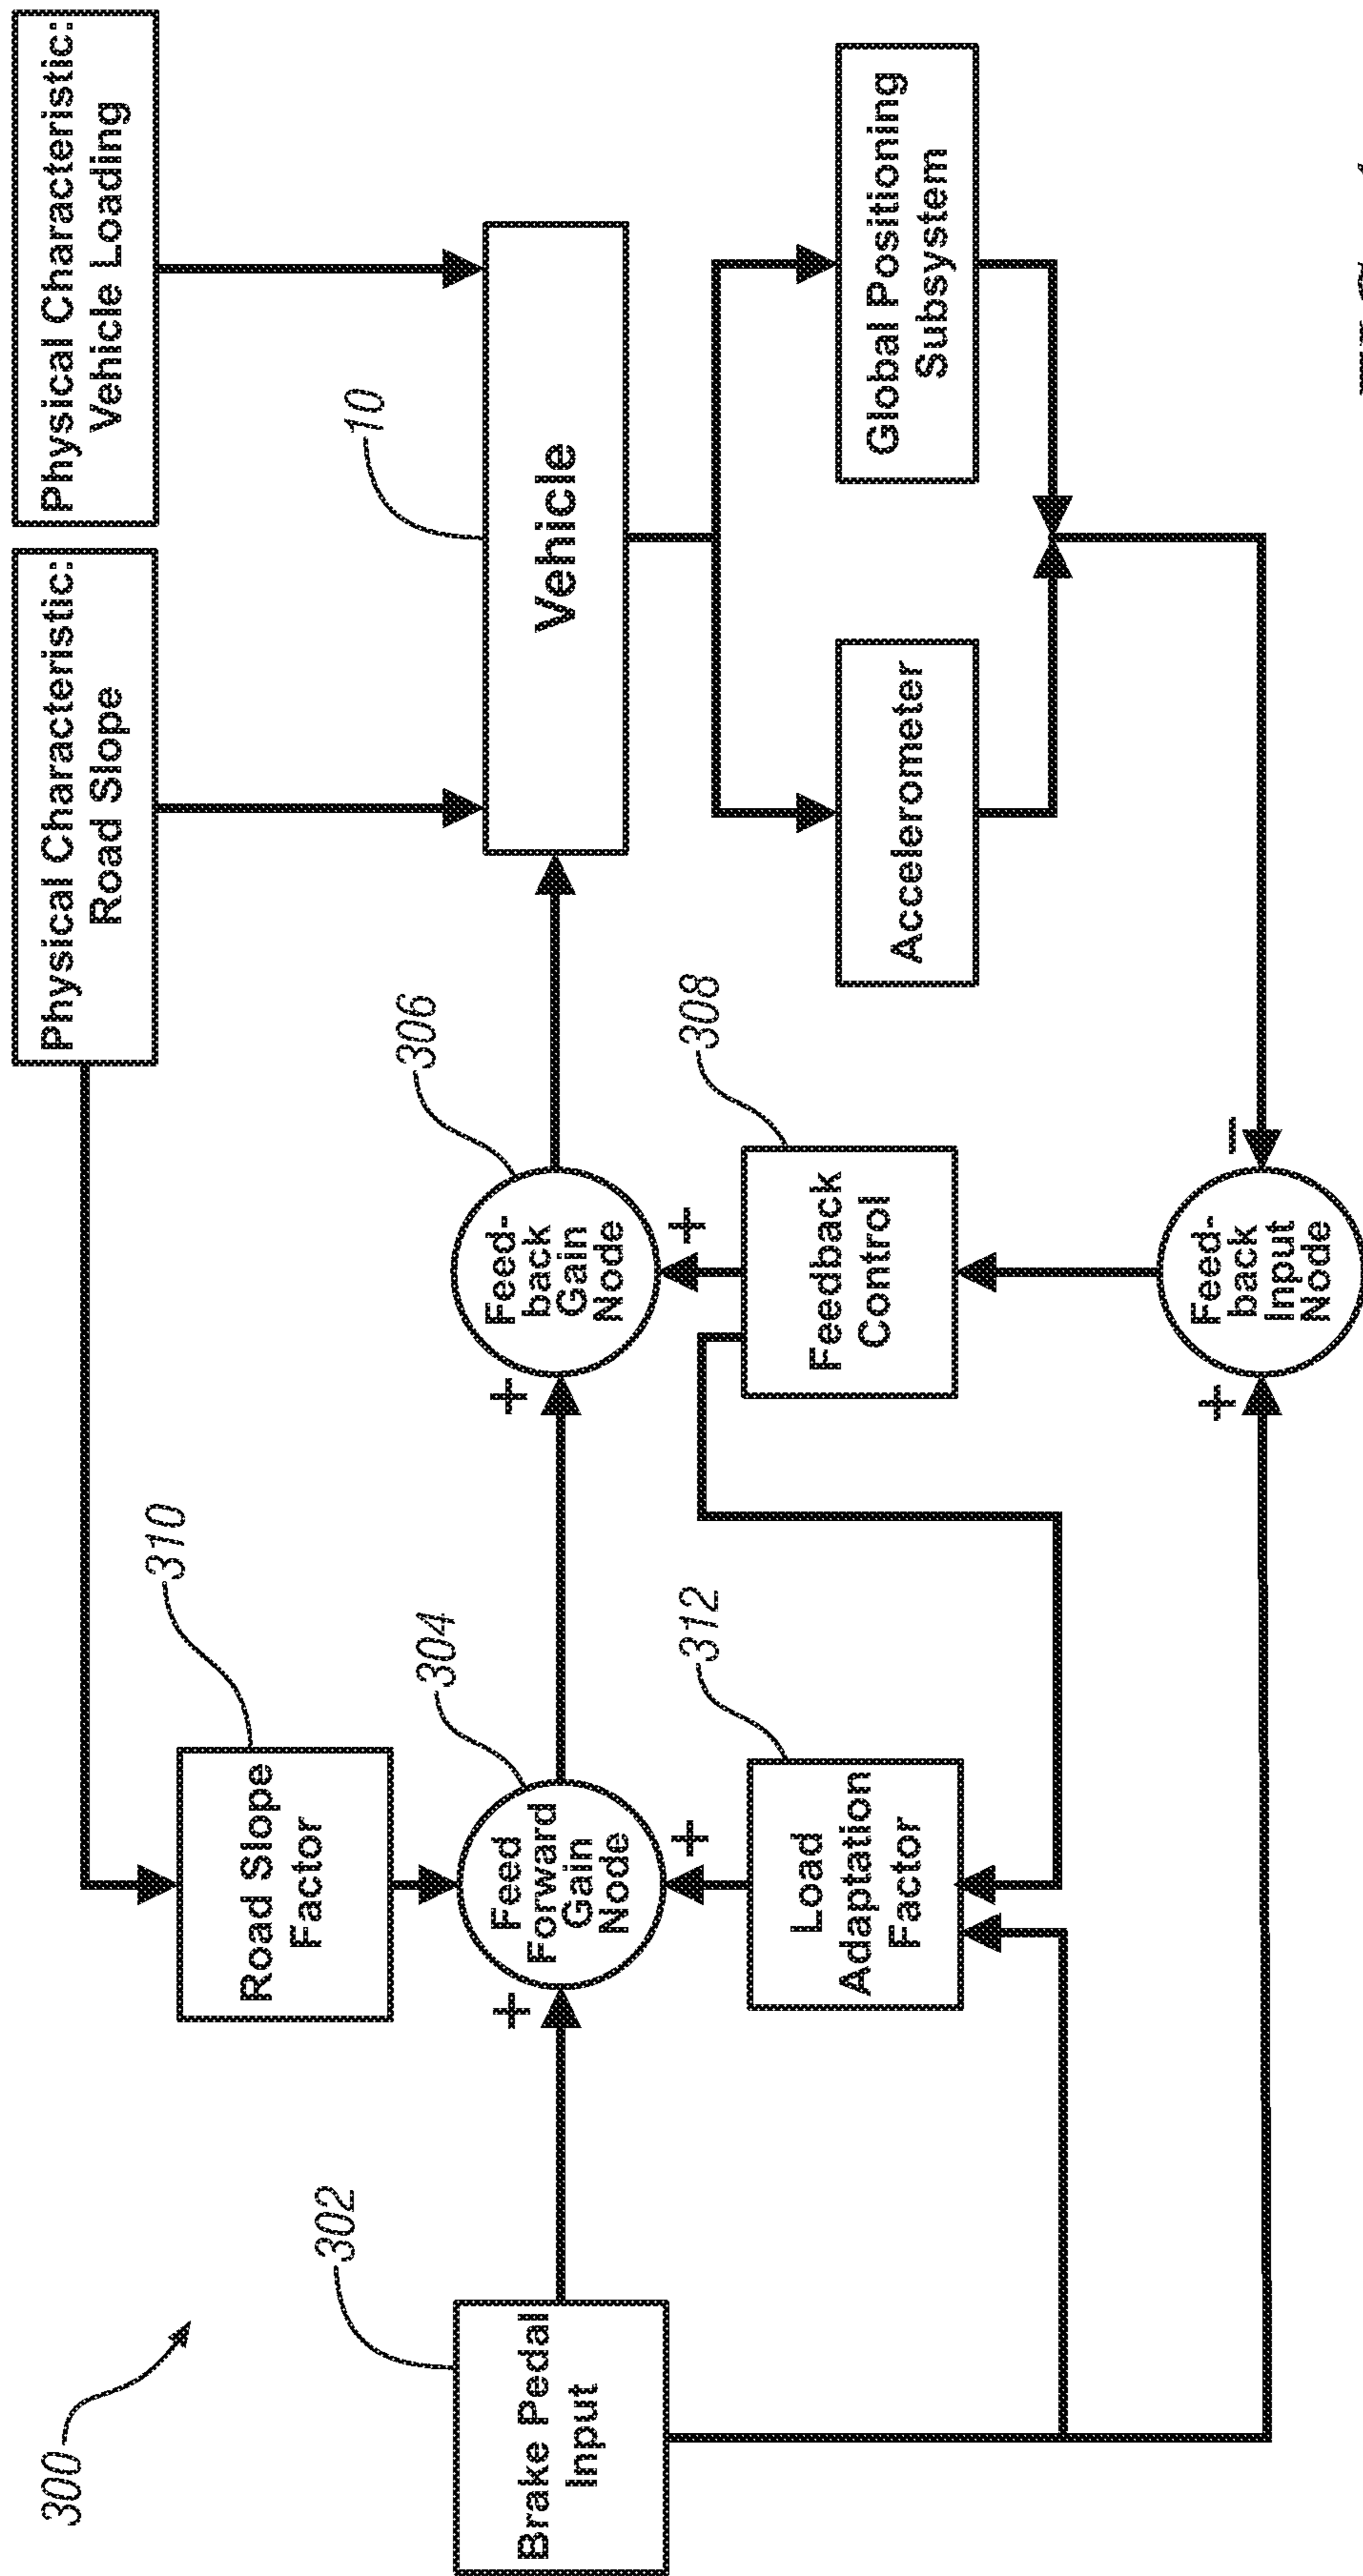 300
302
Brake Pedal
Input
310
Road Slope
Factor
304
+
Feed
Forward
Gain
Node
+
312
Load
Adaptation
Factor
306
+
Feed-
back
Gain
Node
+
308
Feedback
Control
+
Feed-
back
Input
Node
−
Physical Characteristic:
Road Slope
Physical Characteristic:
Vehicle Loading
10
Vehicle
Accelerometer
Global Positioning
Subsystem